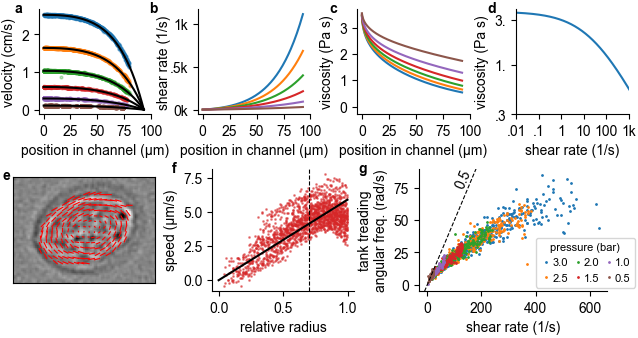 a
velocity (cm/s)
2
1
0
0
25
50
75
100
position in channel (μm)
b
shear rate (1/s)
1k
.5k
0k
0
25
50
75
100
position in channel (μm)
c
viscosity (Pa s)
3
2
1
0
0
25
50
75
100
position in channel (μm)
d
viscosity (Pa s)
3.
1.
.3
.01
.1
1
10
100
1k
shear rate (1/s)
e
f
speed (μm/s)
7.5
5.0
2.5
0.0
0.0
0.5
1.0
relative radius
g
tank treading
angular freq. (rad/s)
75
50
25
0
0.5
0
200
400
600
shear rate (1/s)
pressure (bar)
3.0 2.0 1.0
2.5 1.5 0.5